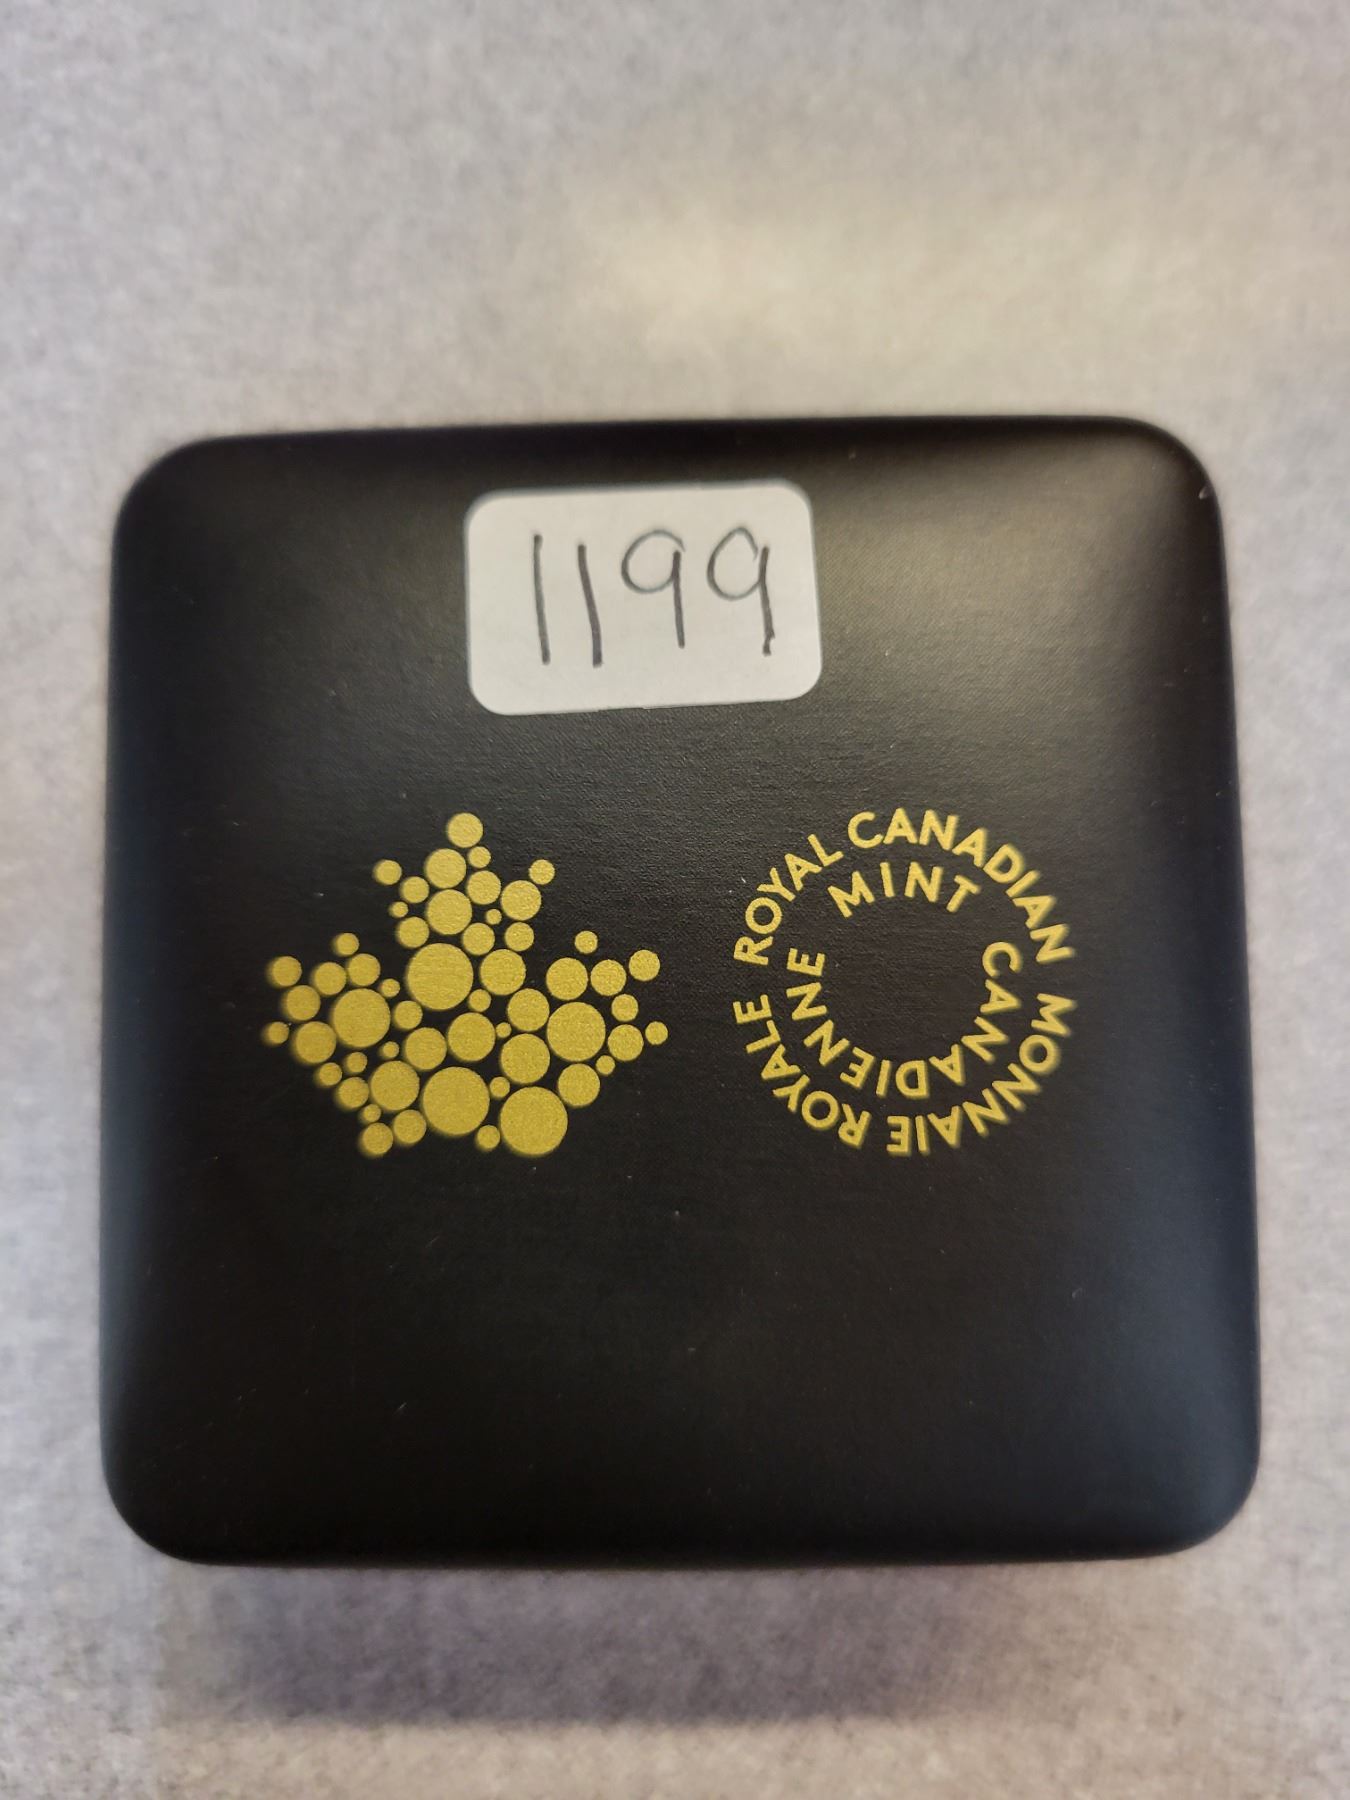 1199
ROYAL CANADIAN MINT
MONNAIE ROYALE CANADIENNE